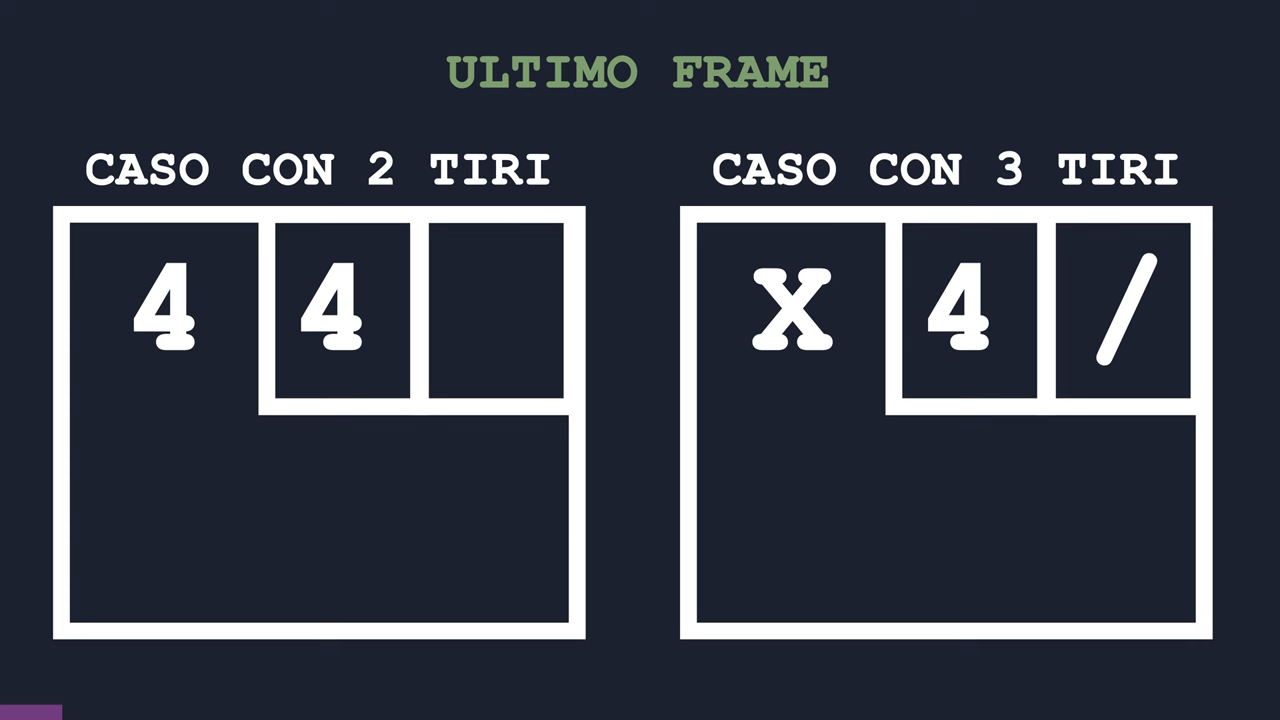 ULTIMO FRAME
CASO CON 2 TIRI
4 4
CASO CON 3 TIRI
X 4 /